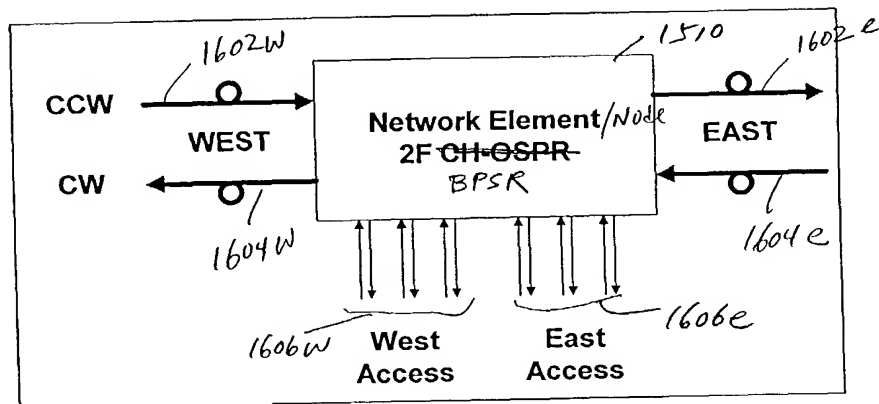 1602w
1510
1602e
CCW
WEST
CW
Network Element/Node
2F CH-OSPR
BPSR
EAST
1604w
1604e
1606w
West
Access
East
Access
1606e